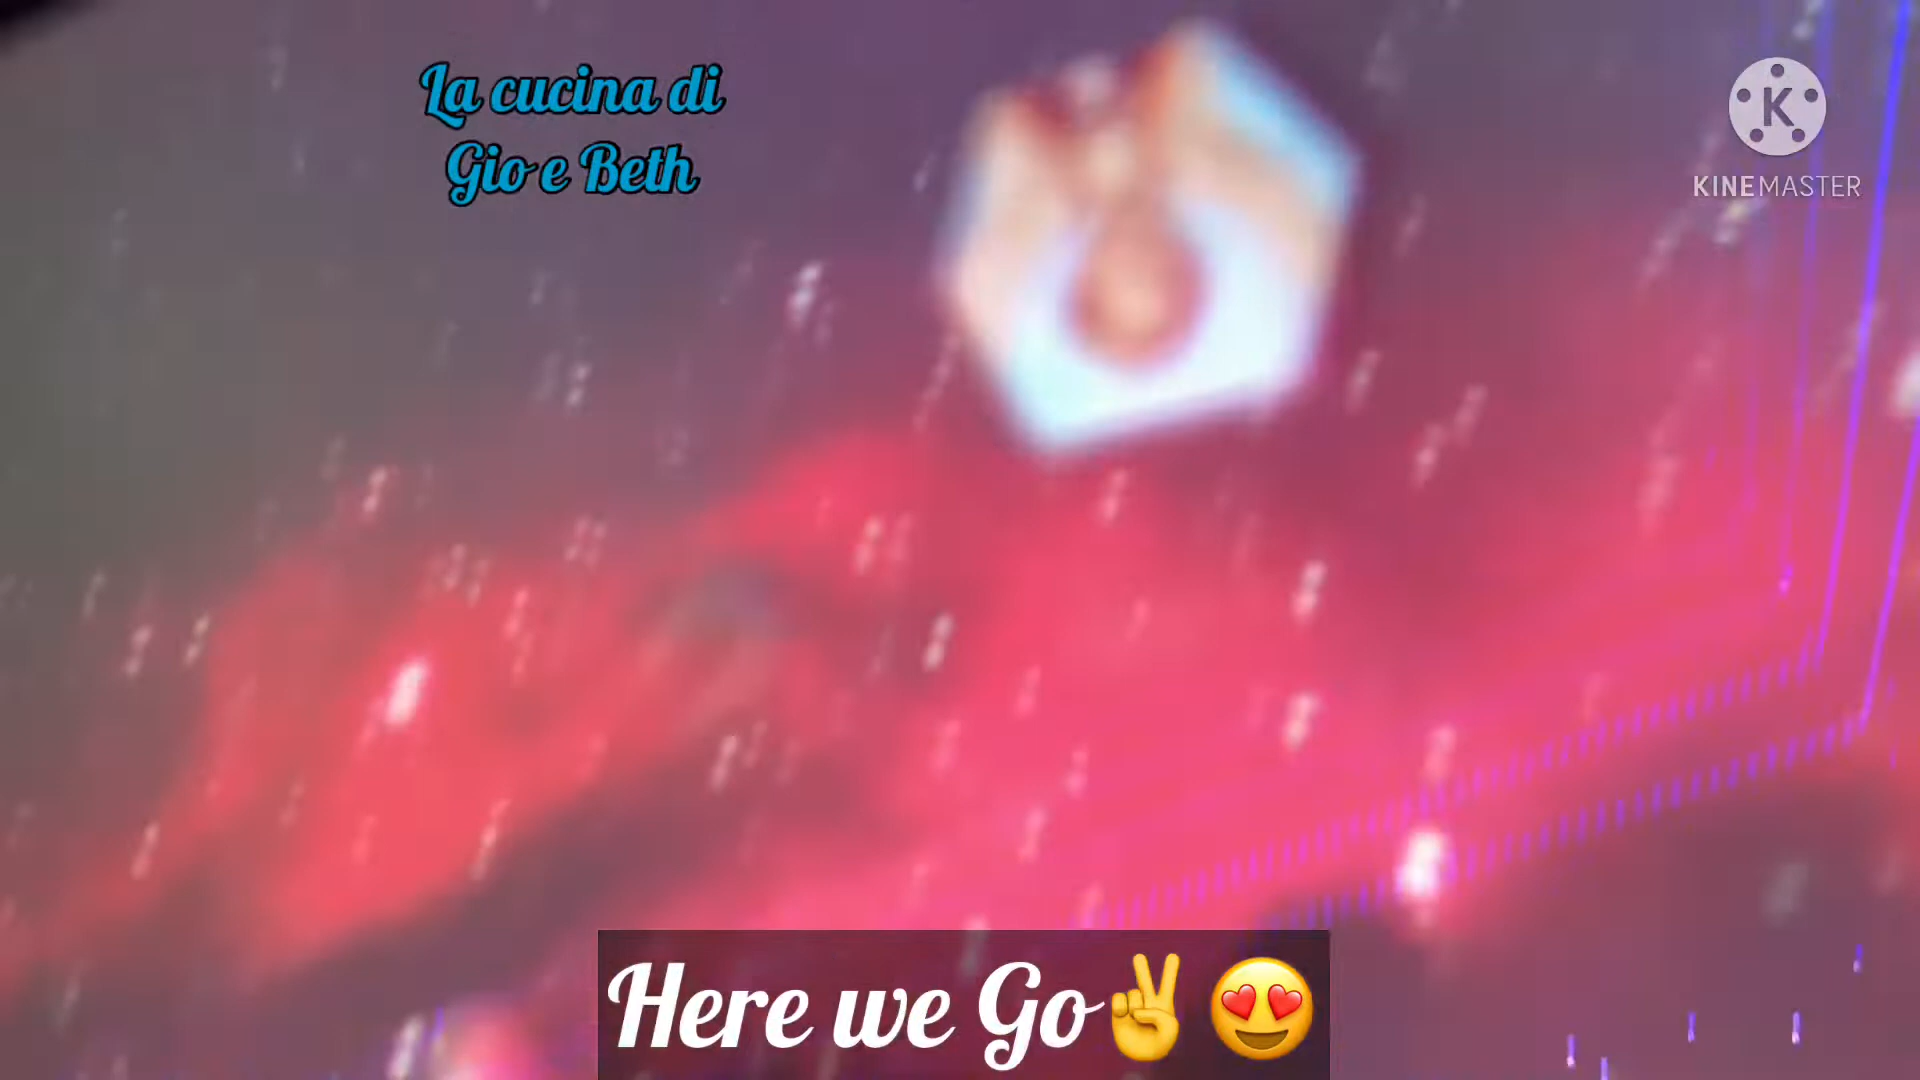 La cucina di
Gio e Beth
K
KINEMASTER
Here we Go✌😍